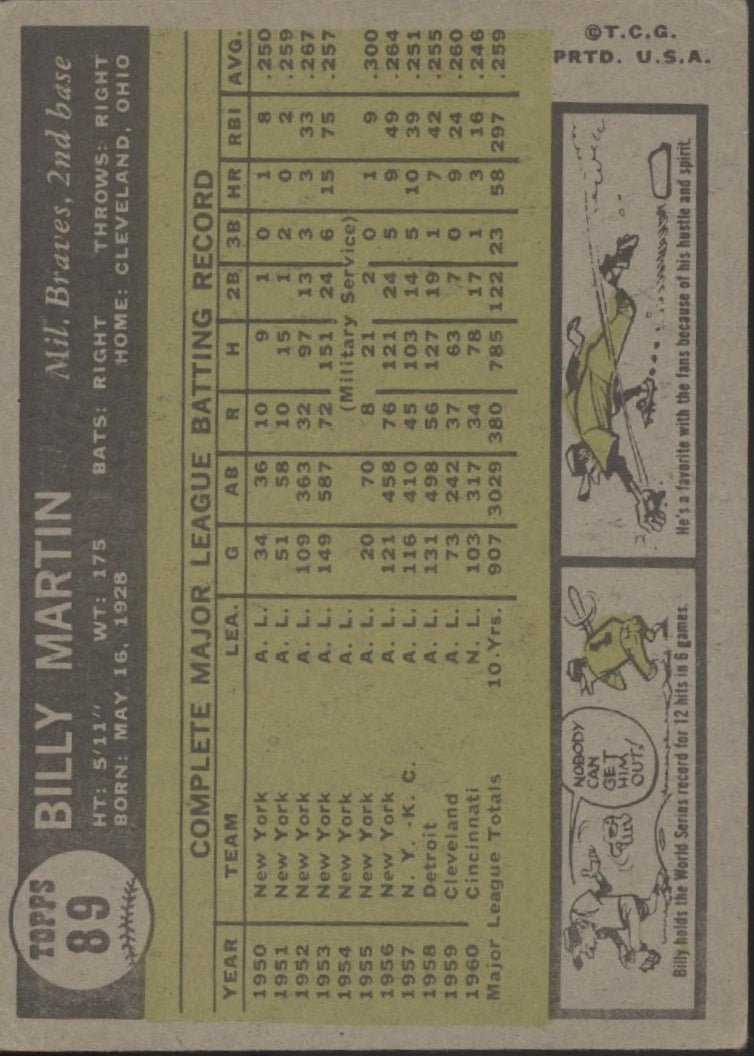 TOPPS
89
BILLY MARTIN Mil. Braves, 2nd base
HT: 5/11" WT: 175 BATS: RIGHT THROWS: RIGHT
BORN: MAY 16, 1928 HOME: CLEVELAND, OHIO
COMPLETE MAJOR LEAGUE BATTING RECORD
YEAR TEAM LEA. G AB R H 2B 3B HR RBI AVG.
1950 New York A. L. 34 36 10 9 1 0 1 8 .250
1951 New York A. L. 51 58 10 15 1 2 0 2 .259
1952 New York A. L. 109 363 32 97 13 3 3 33 .267
1953 New York A. L. 149 587 72 151 24 6 15 75 .257
1954 New York A. L. (Military Service)
1955 New York A. L. 20 70 8 21 2 0 1 9 .300
1956 New York A. L. 121 458 76 121 24 5 9 49 .264
1957 N. Y. -K. C. A. L. 116 410 45 103 14 5 10 39 .251
1958 Detroit A. L. 131 498 56 127 19 1 7 42 .255
1959 Cleveland A. L. 73 242 37 63 7 0 9 24 .260
1960 Cincinnati N. L. 103 317 34 78 17 1 3 16 .246
Major League Totals 10 Yrs. 907 3029 380 785 122 23 58 297 .259
NOBODY
CAN
GET
HIM
OUT!
1
Billy holds the World Series record for 12 hits in 6 games.
He's a favorite with the fans because of his hustle and spirit.
©T.C.G.
PRTD. U.S.A.